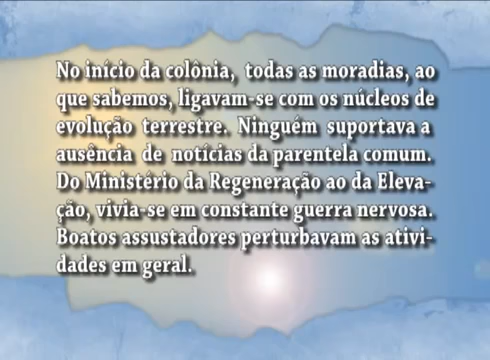 No início da colônia, todas as moradias, ao
que sabemos, ligavam-se com os núcleos de
evolução terrestre. Ninguém suportava a
ausência de notícias da parentela comum.
Do Ministério da Regeneração ao da Eleva-
ção, vivia-se em constante guerra nervosa.
Boatos assustadores perturbavam as ativi-
dades em geral.